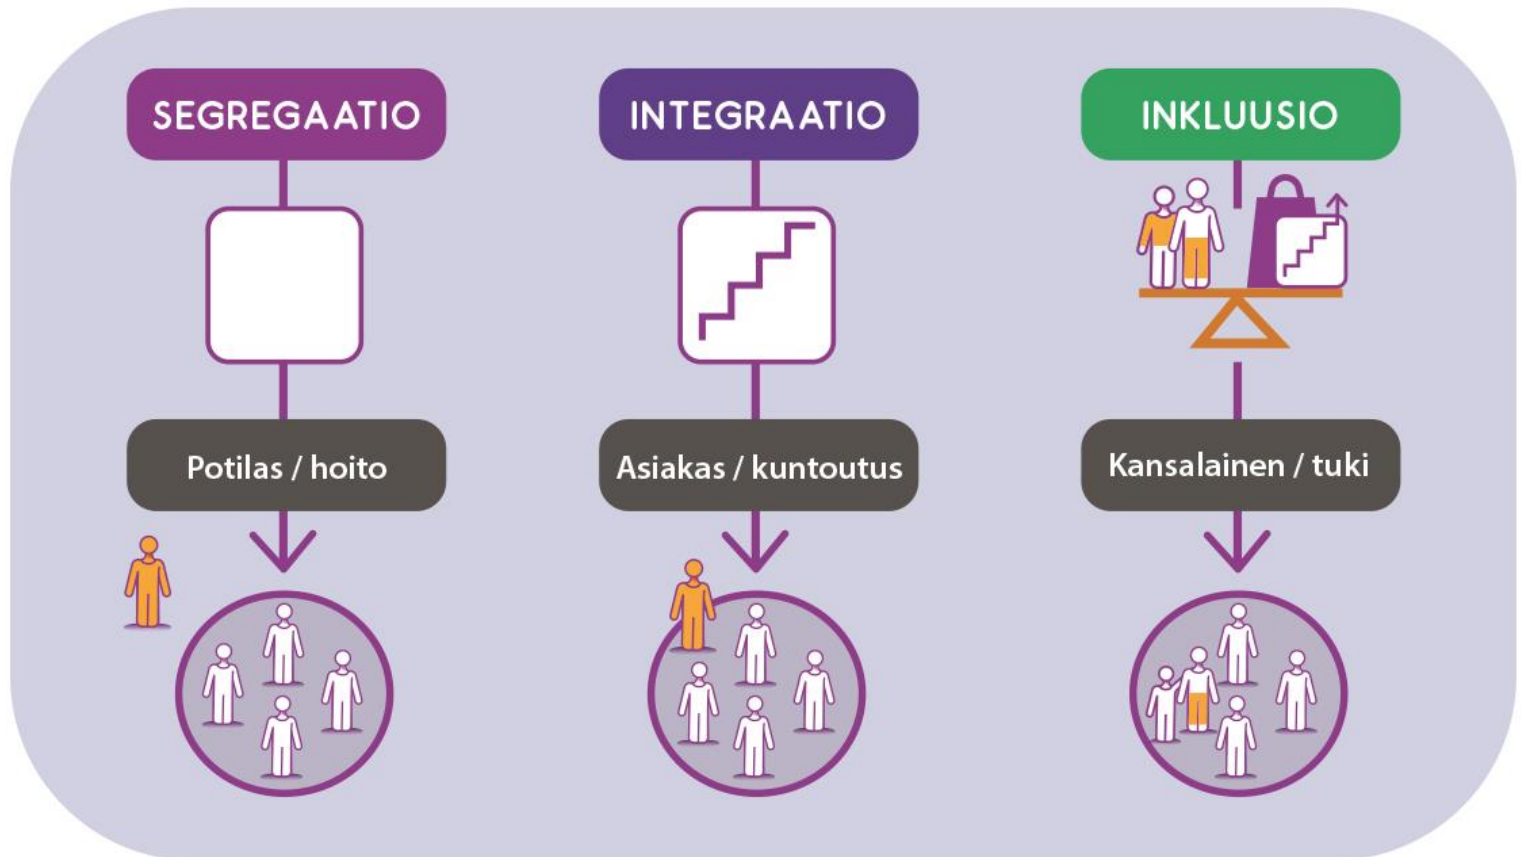 SEGREGAATIO
INTEGRAATIO
INKLUUSIO
Potilas / hoito
Asiakas / kuntoutus
Kansalainen / tuki